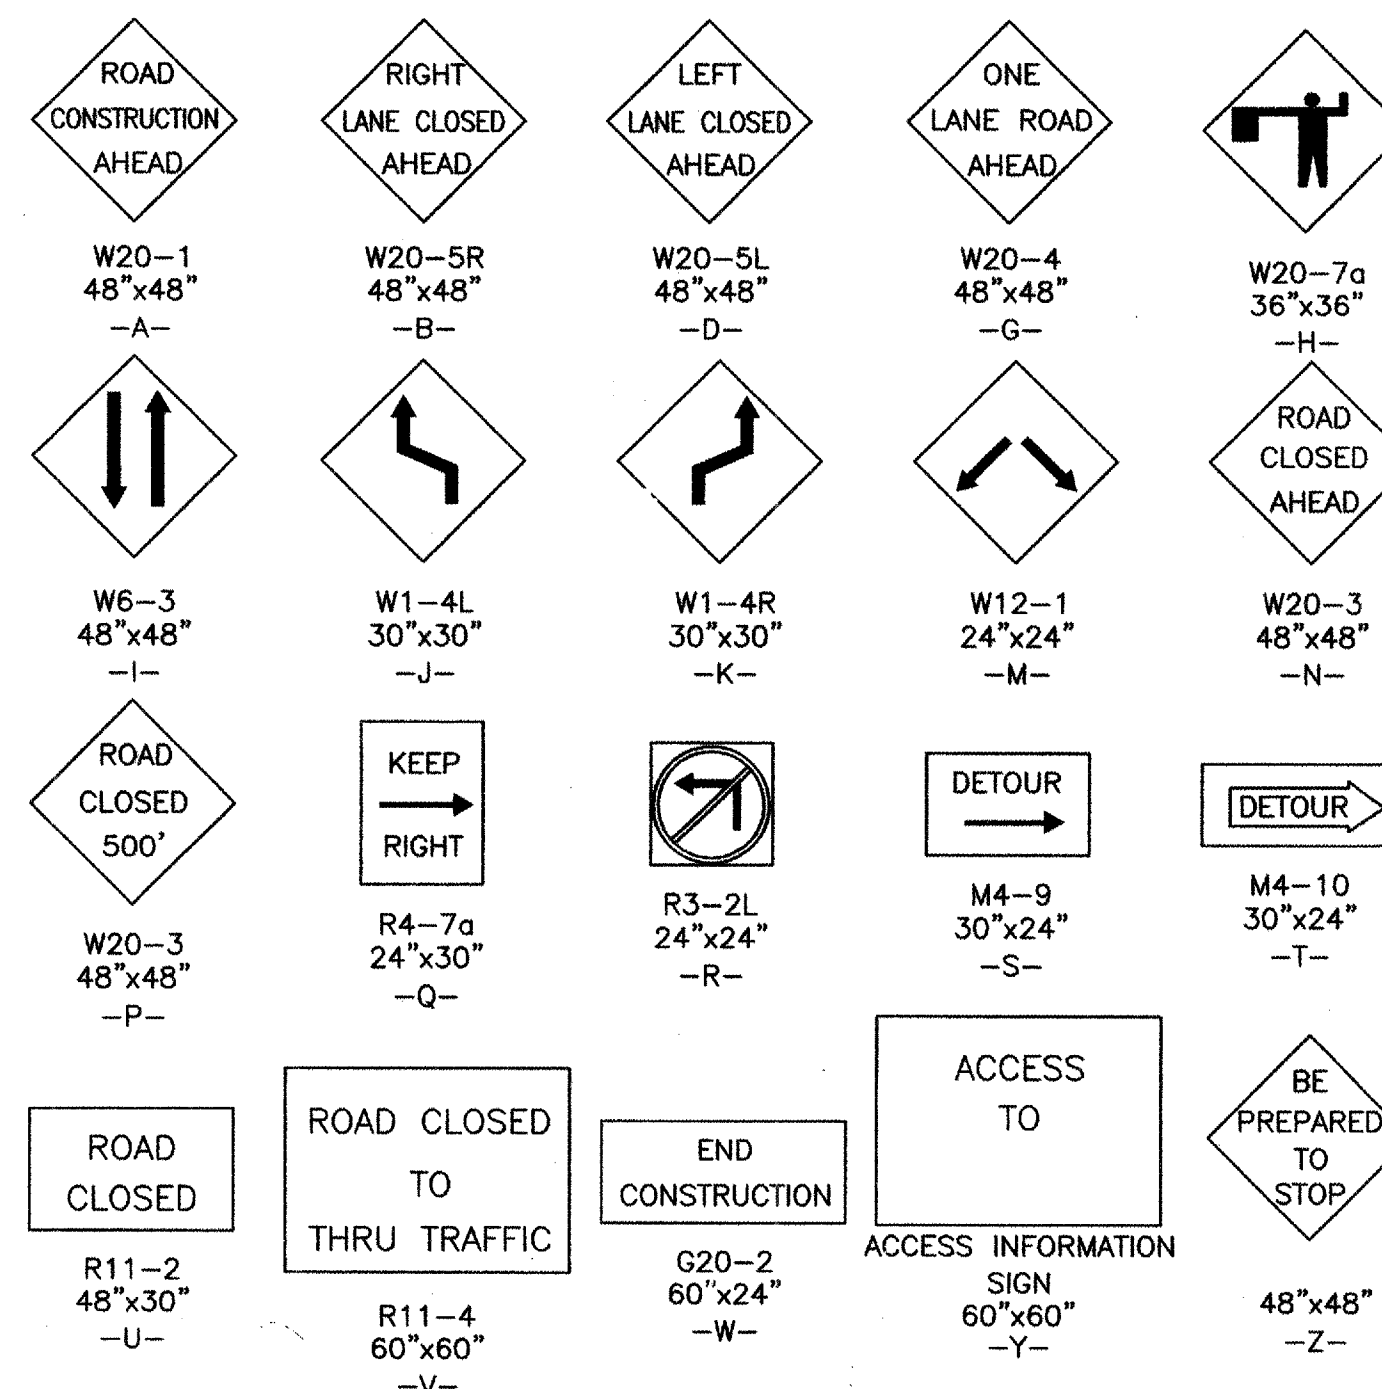 ROAD
CONSTRUCTION
AHEAD
W20-1
48"x48"
-A-
RIGHT
LANE CLOSED
AHEAD
W20-5R
48"x48"
-B-
LEFT
LANE CLOSED
AHEAD
W20-5L
48"x48"
-D-
ONE
LANE ROAD
AHEAD
W20-4
48"x48"
-G-
W20-7a
36"x36"
-H-
W6-3
48"x48"
-I-
W1-4L
30"x30"
-J-
W1-4R
30"x30"
-K-
W12-1
24"x24"
-M-
ROAD
CLOSED
AHEAD
W20-3
48"x48"
-N-
ROAD
CLOSED
500'
W20-3
48"x48"
-P-
KEEP
RIGHT
R4-7a
24"x30"
-Q-
R3-2L
24"x24"
-R-
DETOUR
M4-9
30"x24"
-S-
DETOUR
M4-10
30"x24"
-T-
ROAD
CLOSED
R11-2
48"x30"
-U-
ROAD CLOSED
TO
THRU TRAFFIC
R11-4
60"x60"
-V-
END
CONSTRUCTION
G20-2
60"x24"
-W-
ACCESS
TO
ACCESS INFORMATION
SIGN
60"x60"
-Y-
BE
PREPARED
TO
STOP
48"x48"
-Z-